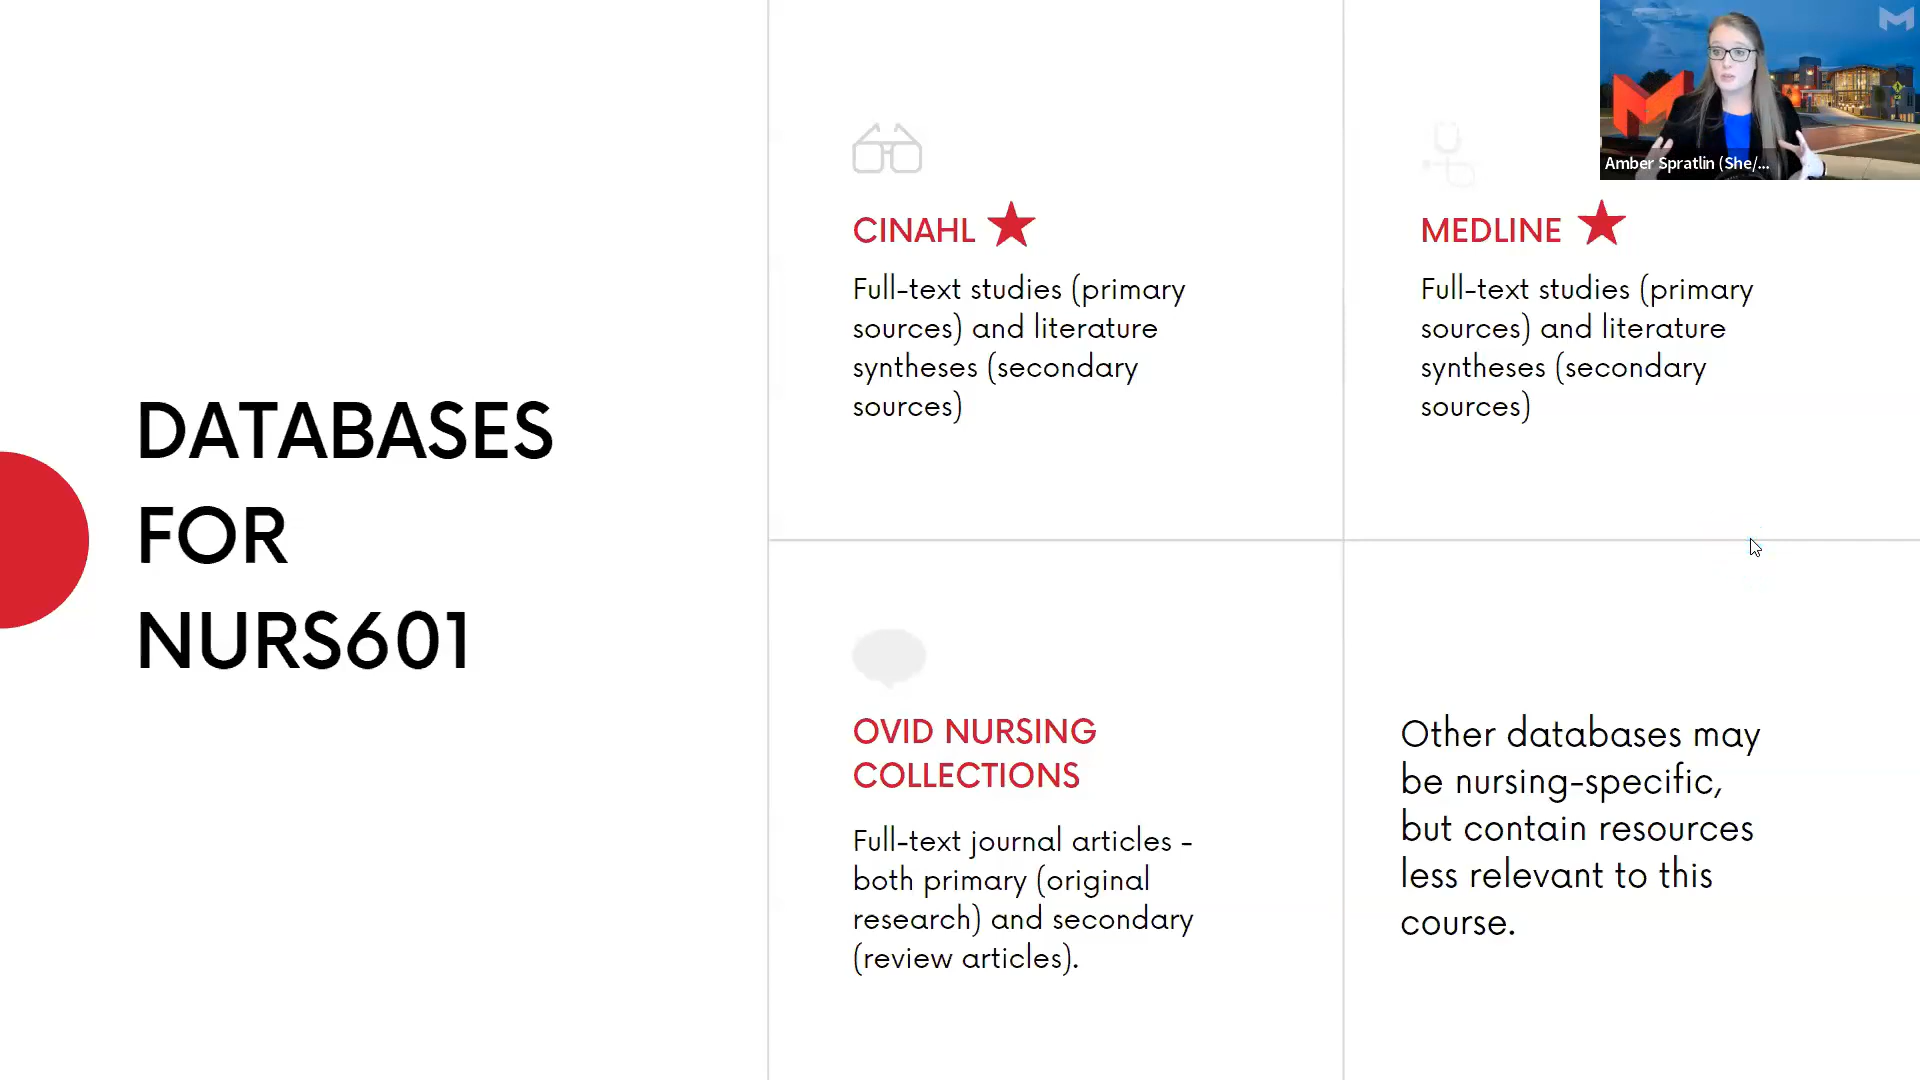 DATABASES
FOR
NURS601
CINAHL
Full-text studies (primary
sources) and literature
syntheses (secondary
sources)
MEDLINE
Full-text studies (primary
sources) and literature
syntheses (secondary
sources)
OVID NURSING
COLLECTIONS
Full-text journal articles -
both primary (original
research) and secondary
(review articles).
Other databases may
be nursing-specific,
but contain resources
less relevant to this
course.
Amber Spratlin (She/...